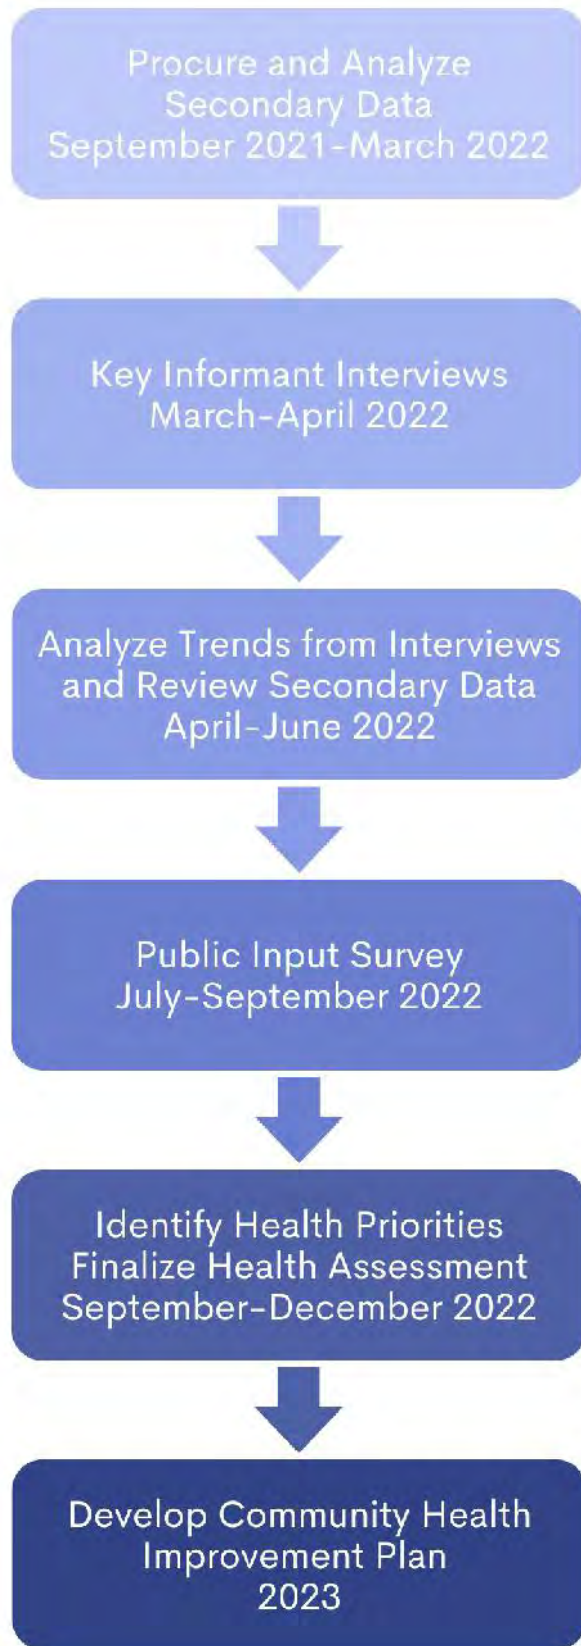 Procure and Analyze
Secondary Data
September 2021-March 2022
Key Informant Interviews
March-April 2022
Analyze Trends from Interviews
and Review Secondary Data
April-June 2022
Public Input Survey
July-September 2022
Identify Health Priorities
Finalize Health Assessment
September-December 2022
Develop Community Health
Improvement Plan
2023